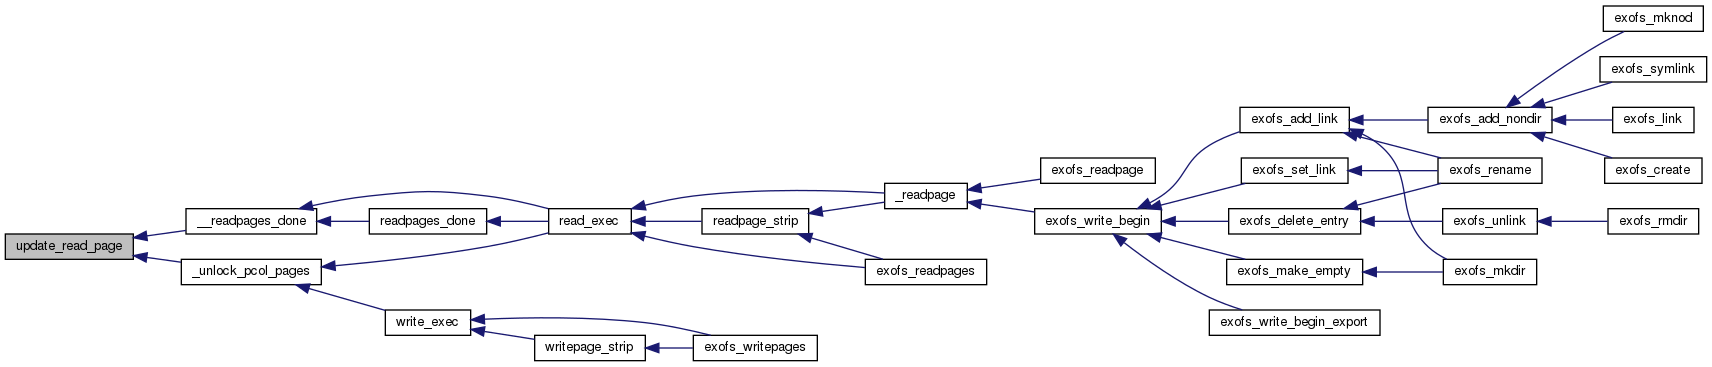 update_read_page
__readpages_done
_unlock_pcol_pages
readpages_done
write_exec
read_exec
writepage_strip
readpage_strip
exofs_writepages
_readpage
exofs_readpages
exofs_readpage
exofs_write_begin
exofs_add_link
exofs_set_link
exofs_delete_entry
exofs_make_empty
exofs_write_begin_export
exofs_add_nondir
exofs_rename
exofs_unlink
exofs_mkdir
exofs_mknod
exofs_symlink
exofs_link
exofs_create
exofs_rmdir